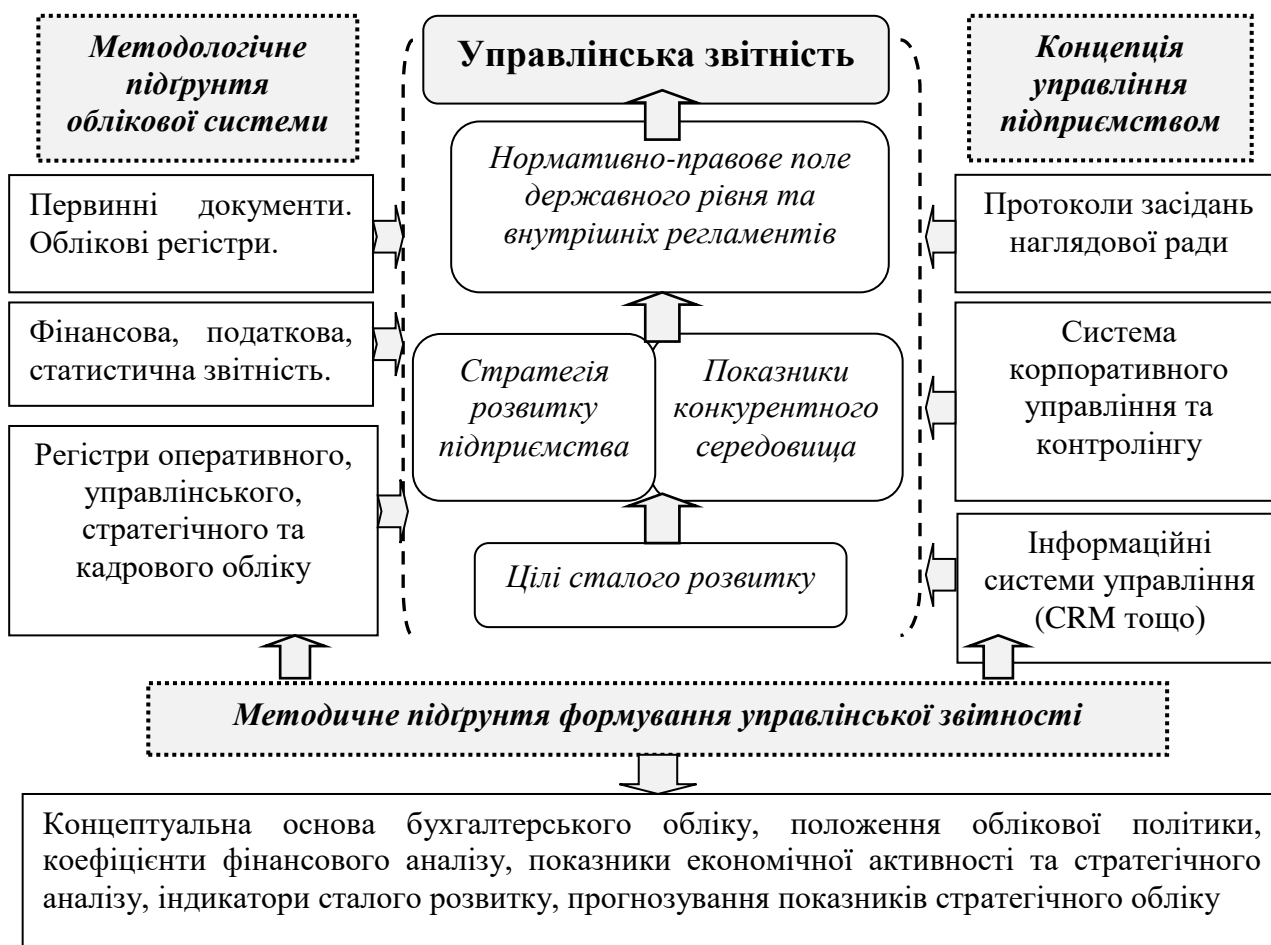 Методологічне
підґрунтя
облікової системи
Первинні документи.
Облікові регістри.
Фінансова, податкова,
статистична звітність.
Регістри оперативного,
управлінського,
стратегічного та
кадрового обліку
Управлінська звітність
Нормативно-правове поле
державного рівня та
внутрішніх регламентів
Стратегія
розвитку
підприємства
Показники
конкурентного
середовища
Цілі сталого розвитку
Концепція
управління
підприємством
Протоколи засідань
наглядової ради
Система
корпоративного
управління та
контролінгу
Інформаційні
системи управління
(CRM тощо)
Методичне підґрунтя формування управлінської звітності
Концептуальна основа бухгалтерського обліку, положення облікової політики,
коефіцієнти фінансового аналізу, показники економічної активності та стратегічного
аналізу, індикатори сталого розвитку, прогнозування показників стратегічного обліку